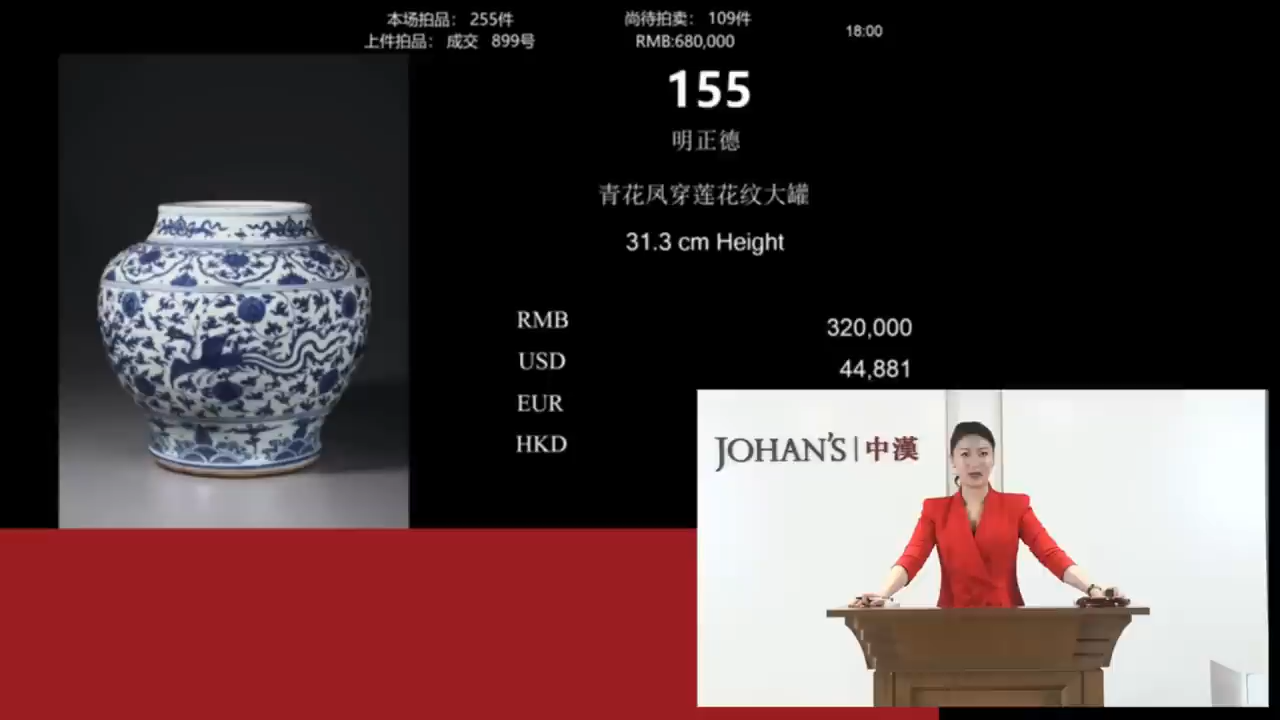 本场拍品： 255件
尚待拍卖： 109件
上件拍品： 成交 899号
RMB:680,000
18:00
155
明正德
青花凤穿莲花纹大罐
31.3 cm Height
RMB 320,000
USD 44,881
EUR
HKD
JOHAN'S | 中漢